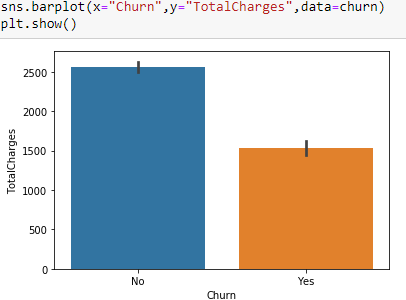 sns.barplot(x="Churn",y="TotalCharges",data=churn)
plt.show()
2500
2000
1500
1000
500
0
TotalCharges
No Yes
Churn